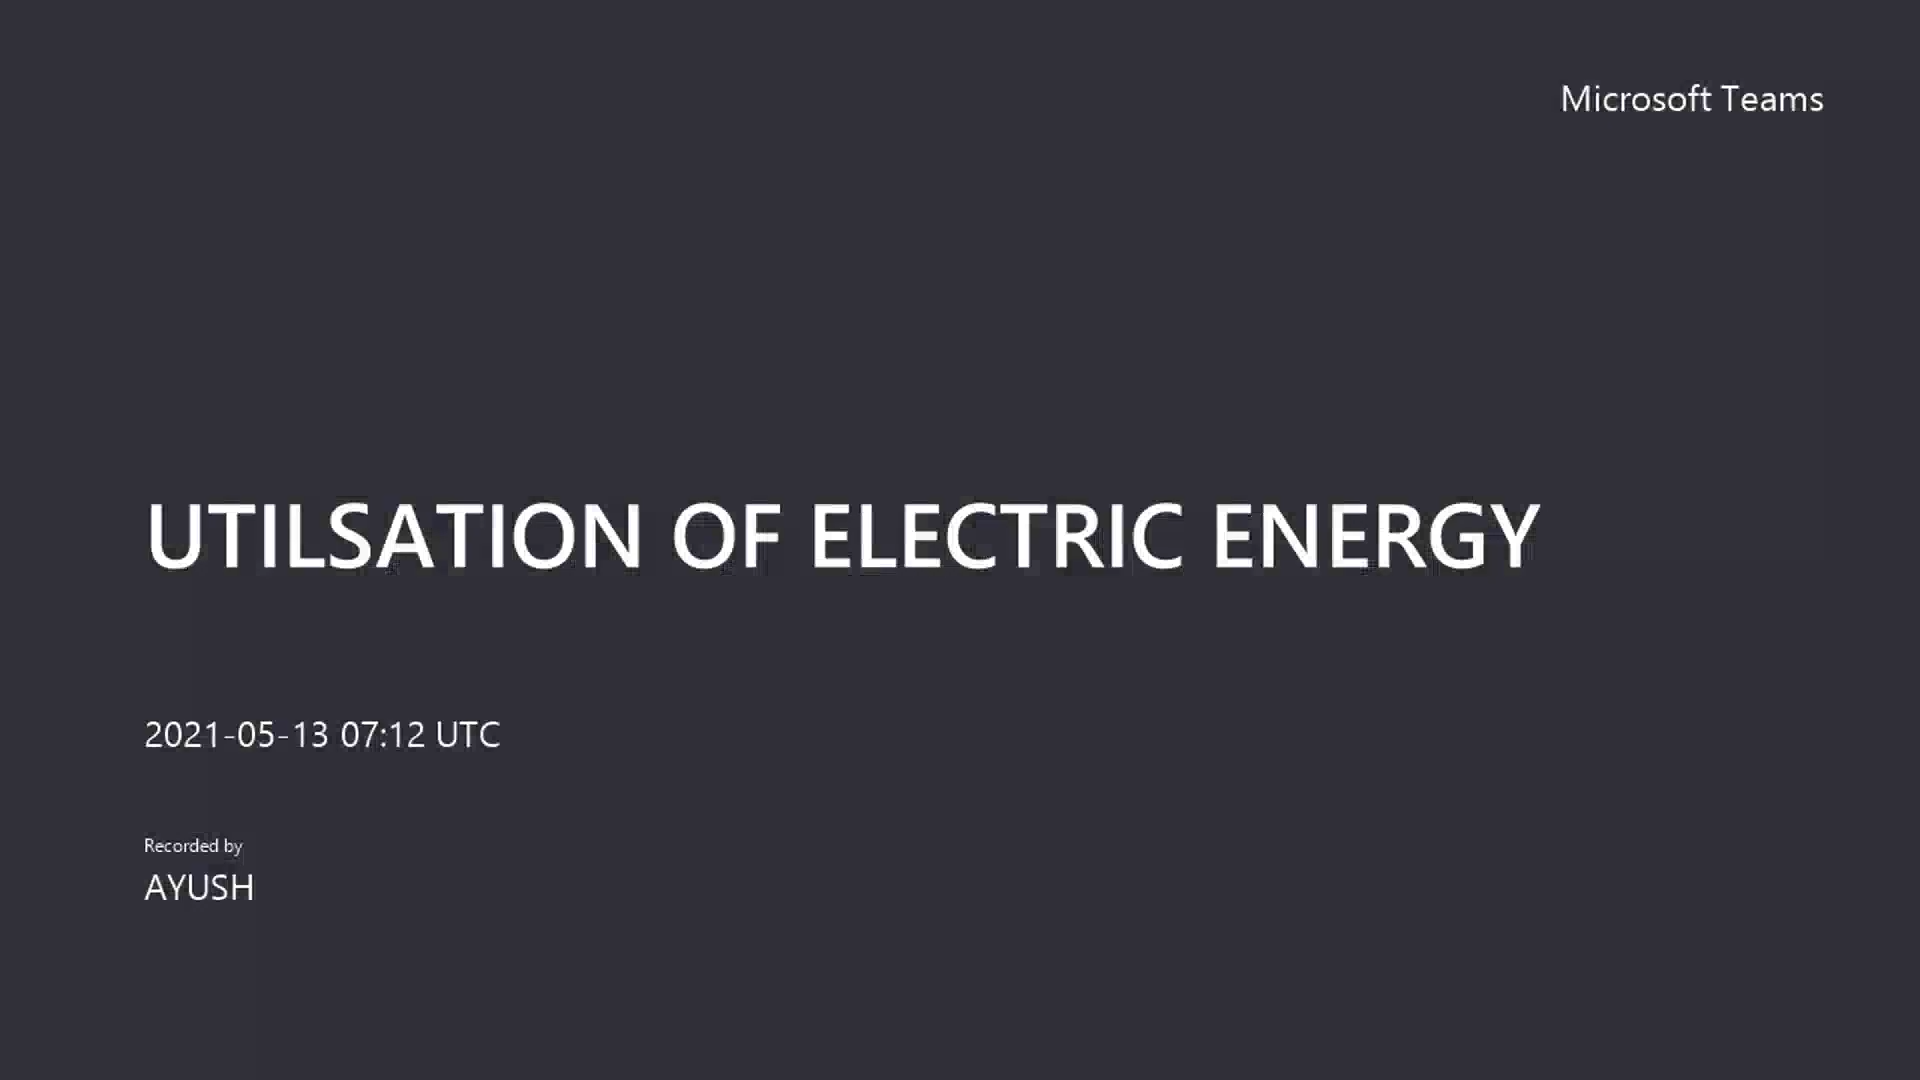 Microsoft Teams
UTILSATION OF ELECTRIC ENERGY
2021-05-13 07:12 UTC
Recorded by
AYUSH